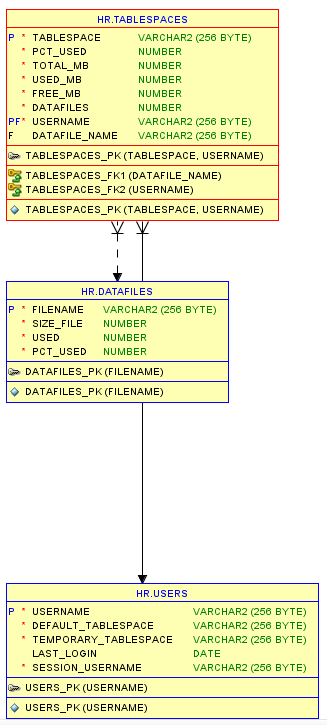 HR.TABLESPACES
P * TABLESPACE VARCHAR2 (256 BYTE)
* PCT_USED NUMBER
* TOTAL_MB NUMBER
* USED_MB NUMBER
* FREE_MB NUMBER
* DATAFILES NUMBER
PF* USERNAME VARCHAR2 (256 BYTE)
F DATAFILE_NAME VARCHAR2 (256 BYTE)
TABLESPACES_PK (TABLESPACE, USERNAME)
TABLESPACES_FK1 (DATAFILE_NAME)
TABLESPACES_FK2 (USERNAME)
TABLESPACES_PK (TABLESPACE, USERNAME)
HR.DATAFILES
P * FILENAME VARCHAR2 (256 BYTE)
* SIZE_FILE NUMBER
* USED NUMBER
* PCT_USED NUMBER
DATAFILES_PK (FILENAME)
DATAFILES_PK (FILENAME)
HR.USERS
P * USERNAME VARCHAR2 (256 BYTE)
* DEFAULT_TABLESPACE VARCHAR2 (256 BYTE)
* TEMPORARY_TABLESPACE VARCHAR2 (256 BYTE)
LAST_LOGIN DATE
* SESSION_USERNAME VARCHAR2 (256 BYTE)
USERS_PK (USERNAME)
USERS_PK (USERNAME)